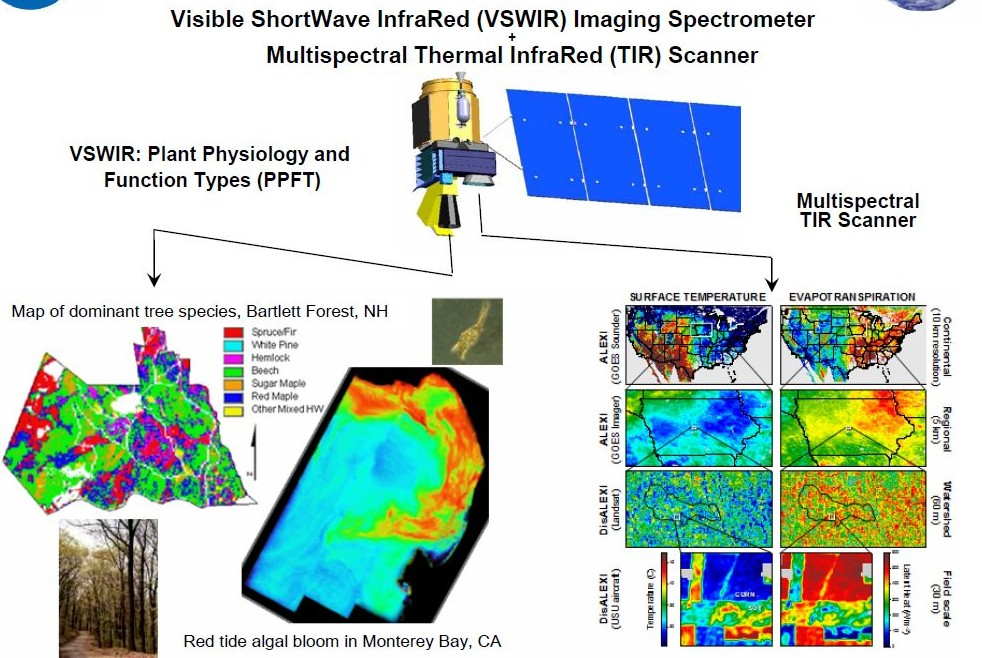 Visible ShortWave InfraRed (VSWIR) Imaging Spectrometer
+
Multispectral Thermal InfraRed (TIR) Scanner
VSWIR: Plant Physiology and
Function Types (PPFT)
Multispectral
TIR Scanner
Map of dominant tree species, Bartlett Forest, NH
Spruce/Fir
White Pine
Hemlock
Beech
Sugar Maple
Red Maple
Other Mixed HW
N
Red tide algal bloom in Monterey Bay, CA
SURFACE TEMPERATURE
EVAPOTRANSPIRATION
ALEXI
(GOES Sounder)
Continental
(10 km resolution)
ALEXI
(GOES Imager)
Regional
(5 km)
DisALEXI
(Landsat)
Watershed
(60 m)
DisALEXI
(USU aircraft)
Temperature (C)
CORN
SOY
Latent Heat (Wm-2)
Field scale
(30 m)